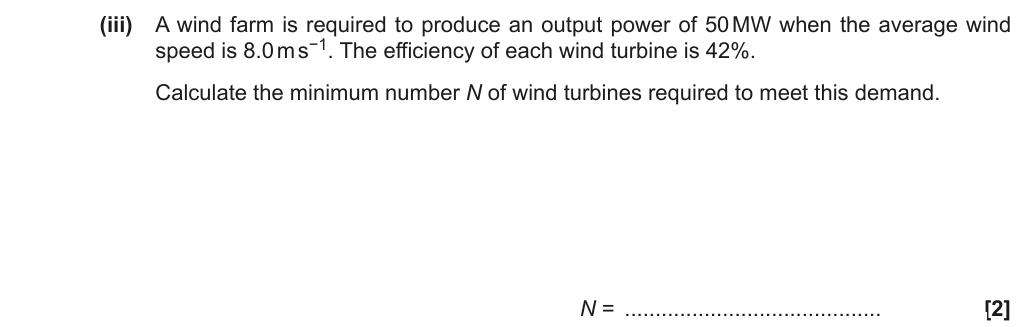 (iii) A wind farm is required to produce an output power of 50 MW when the average wind
speed is 8.0 m s⁻¹. The efficiency of each wind turbine is 42%.
Calculate the minimum number N of wind turbines required to meet this demand.
N = .......................................... [2]